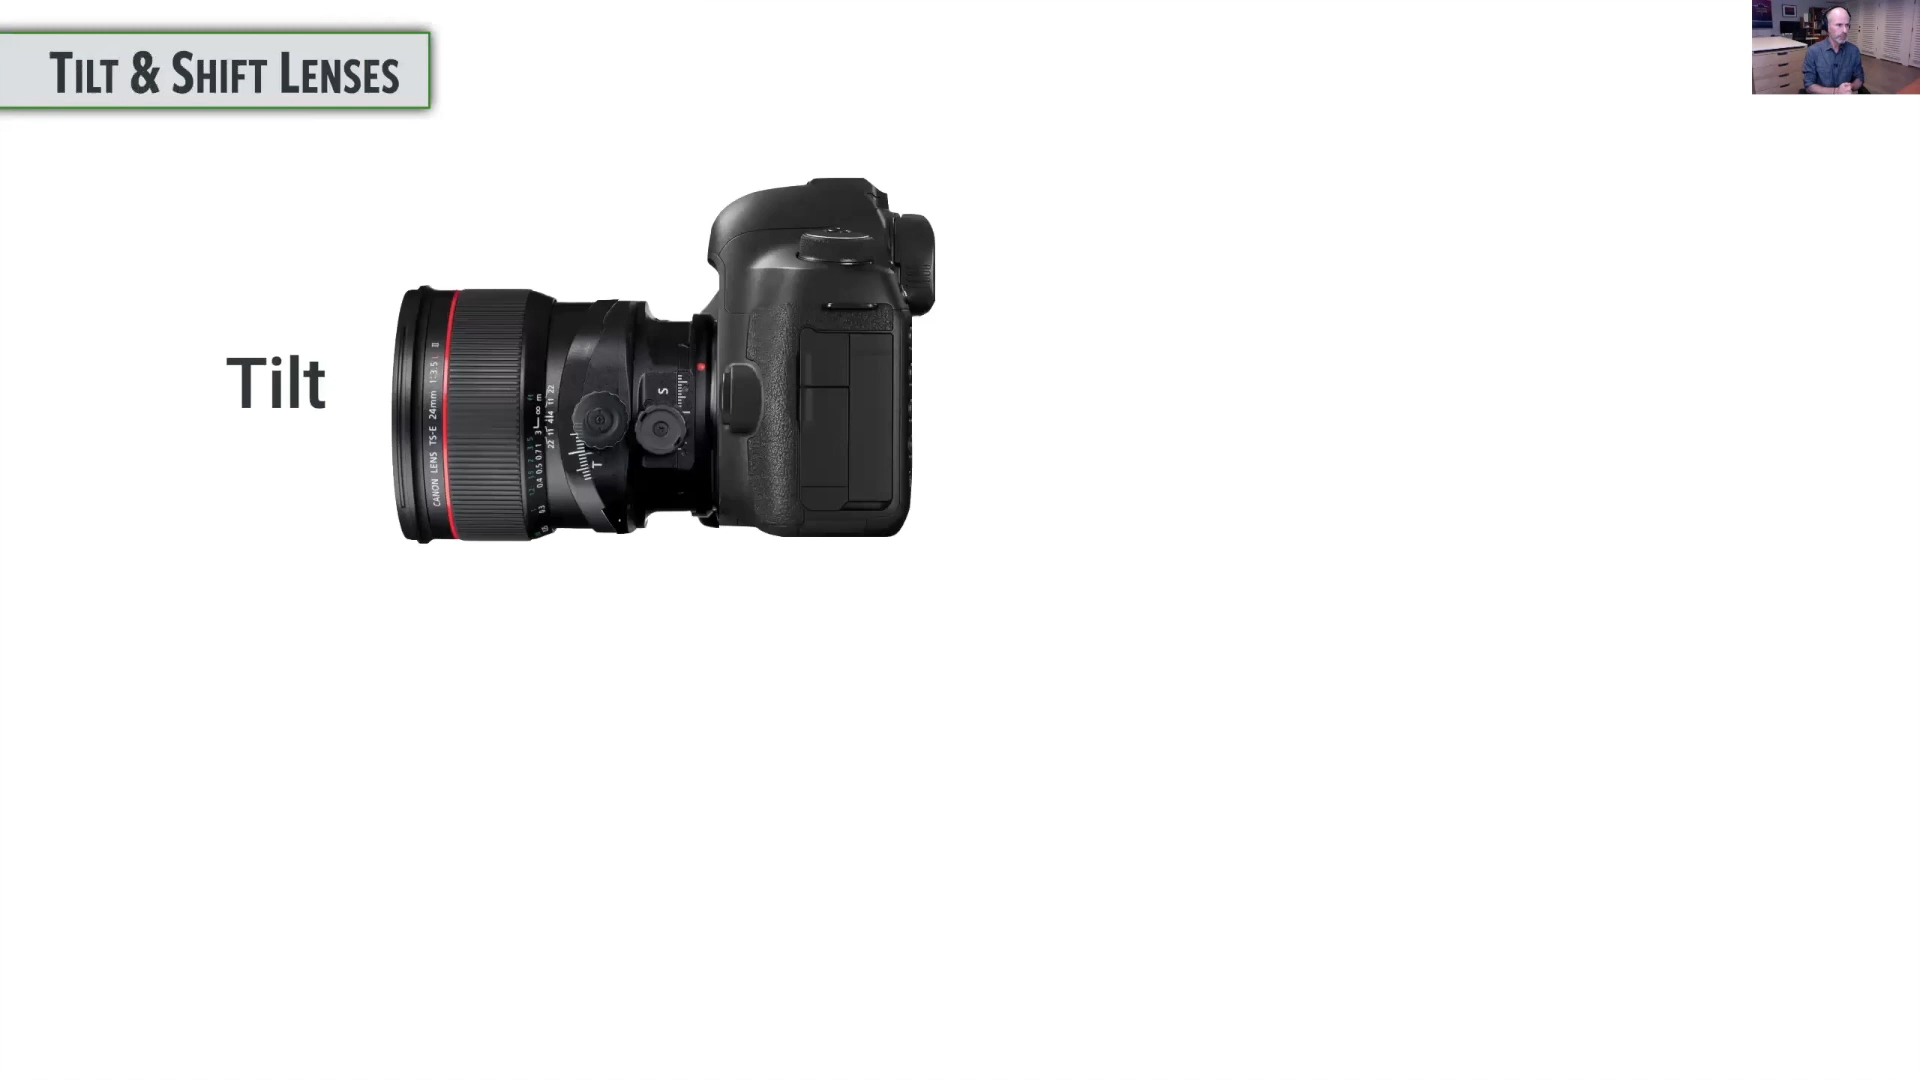 TILT & SHIFT LENSES
Tilt
CANON LENS TS-E 24mm 1:3.5 L II
S
T